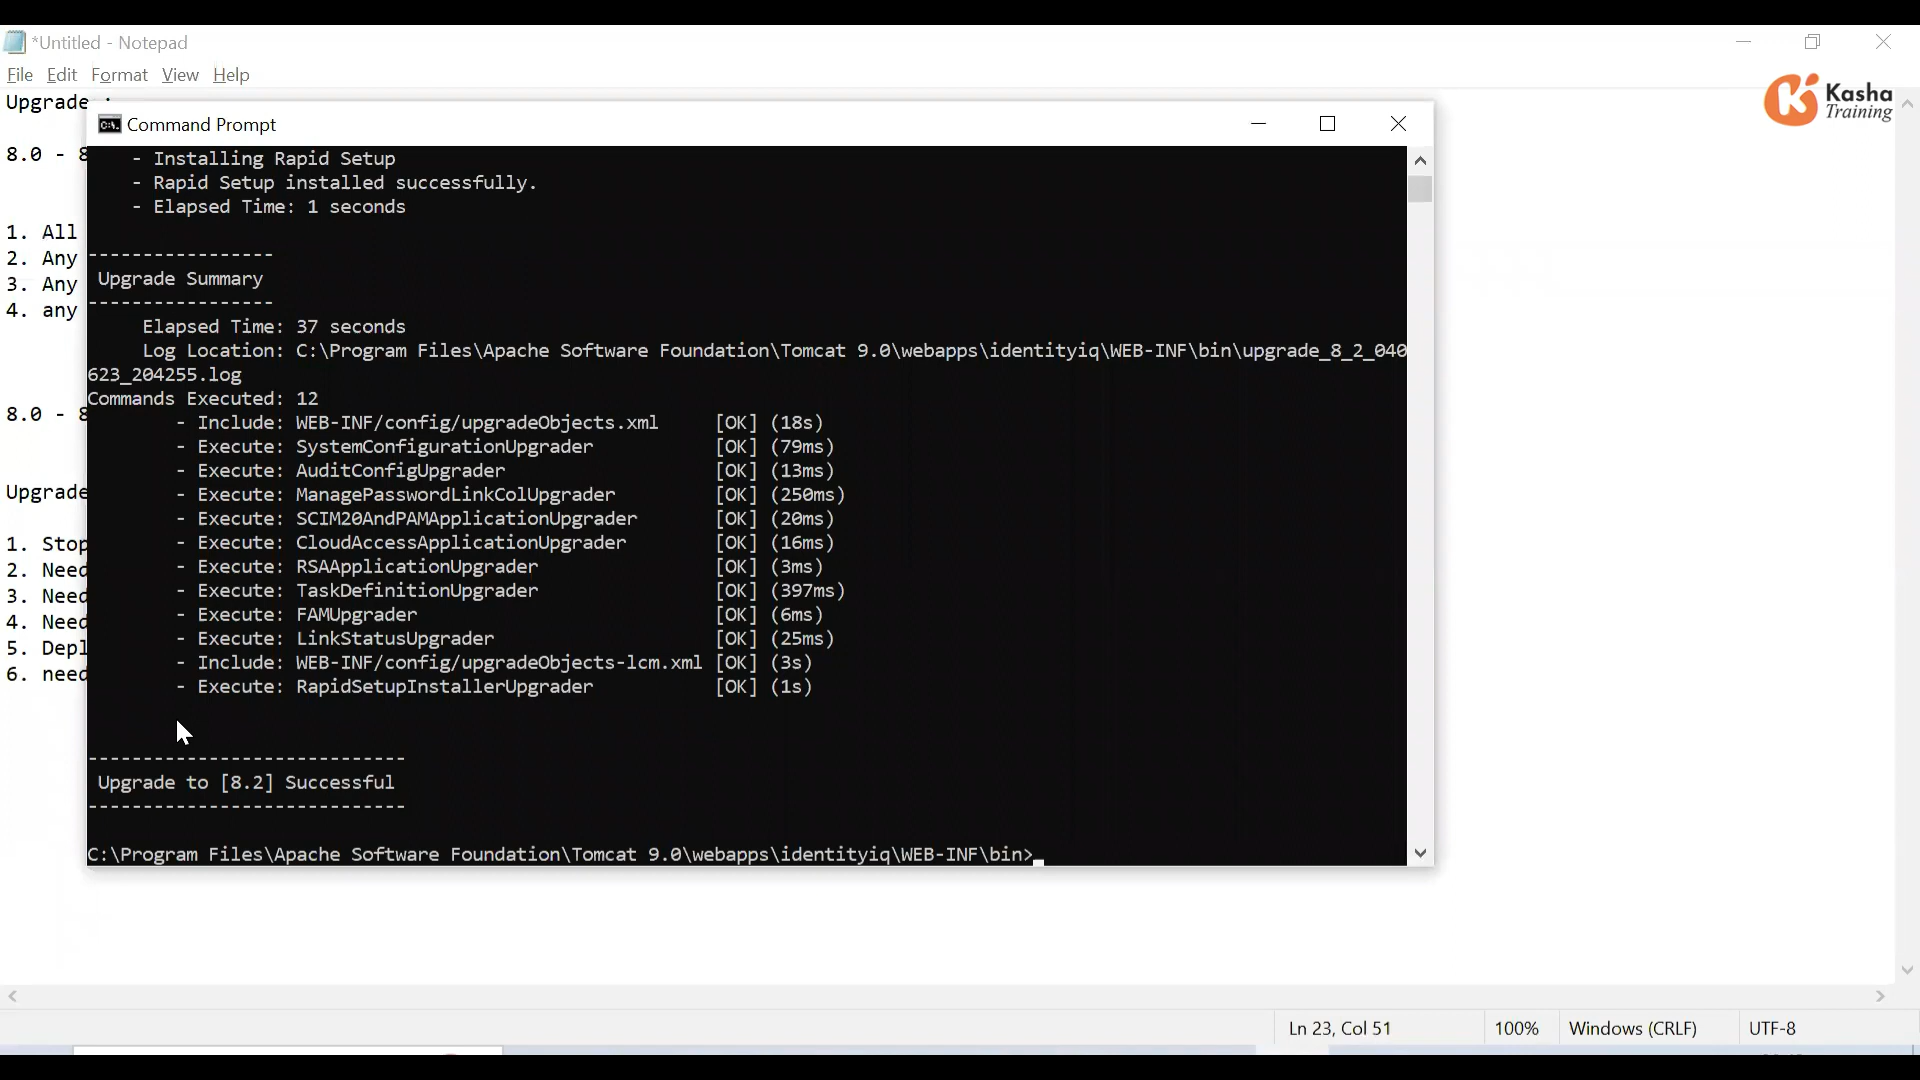 *Untitled - Notepad
File Edit Format View Help
Kasha
Training
Upgrade
8.0 -
1. All
2. Any
3. Any
4. any
8.0 -
Upgrade
1. Stop
2. Need
3. Need
4. Need
5. Depl
6. need
Command Prompt
- Installing Rapid Setup
- Rapid Setup installed successfully.
- Elapsed Time: 1 seconds
-----------------
Upgrade Summary
-----------------
Elapsed Time: 37 seconds
Log Location: C:\Program Files\Apache Software Foundation\Tomcat 9.0\webapps\identityiq\WEB-INF\bin\upgrade_8_2_040
623_204255.log
Commands Executed: 12
- Include: WEB-INF/config/upgradeObjects.xml [OK] (18s)
- Execute: SystemConfigurationUpgrader [OK] (79ms)
- Execute: AuditConfigUpgrader [OK] (13ms)
- Execute: ManagePasswordLinkColUpgrader [OK] (250ms)
- Execute: SCIM20AndPAMApplicationUpgrader [OK] (20ms)
- Execute: CloudAccessApplicationUpgrader [OK] (16ms)
- Execute: RSAApplicationUpgrader [OK] (3ms)
- Execute: TaskDefinitionUpgrader [OK] (397ms)
- Execute: FAMUpgrader [OK] (6ms)
- Execute: LinkStatusUpgrader [OK] (25ms)
- Include: WEB-INF/config/upgradeObjects-lcm.xml [OK] (3s)
- Execute: RapidSetupInstallerUpgrader [OK] (1s)
-----------------------------
Upgrade to [8.2] Successful
-----------------------------
C:\Program Files\Apache Software Foundation\Tomcat 9.0\webapps\identityiq\WEB-INF\bin>_
Ln 23, Col 51 100% Windows (CRLF) UTF-8